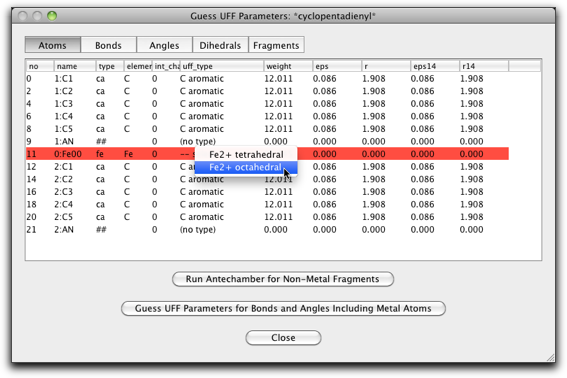 Guess UFF Parameters: *cyclopentadienyl*
Atoms Bonds Angles Dihedrals Fragments
no name type elemer int_cha uff_type weight eps r eps14 r14
0 1:C1 ca C 0 C aromatic 12.011 0.086 1.908 0.086 1.908
2 1:C2 ca C 0 C aromatic 12.011 0.086 1.908 0.086 1.908
4 1:C3 ca C 0 C aromatic 12.011 0.086 1.908 0.086 1.908
6 1:C4 ca C 0 C aromatic 12.011 0.086 1.908 0.086 1.908
8 1:C5 ca C 0 C aromatic 12.011 0.086 1.908 0.086 1.908
9 1:AN ## 0 (no type) 0.000 0.000 0.000 0.000 0.000
11 0:Fe00 fe Fe 0 -- s 0.000 0.000 0.000 0.000
Fe2+ tetrahedral
Fe2+ octahedral
12 2:C1 ca C 0 C a 12.011 0.086 1.908 0.086 1.908
14 2:C2 ca C 0 C aromatic 12.011 0.086 1.908 0.086 1.908
16 2:C3 ca C 0 C aromatic 12.011 0.086 1.908 0.086 1.908
18 2:C4 ca C 0 C aromatic 12.011 0.086 1.908 0.086 1.908
20 2:C5 ca C 0 C aromatic 12.011 0.086 1.908 0.086 1.908
21 2:AN ## 0 (no type) 0.000 0.000 0.000 0.000 0.000
Run Antechamber for Non-Metal Fragments
Guess UFF Parameters for Bonds and Angles Including Metal Atoms
Close